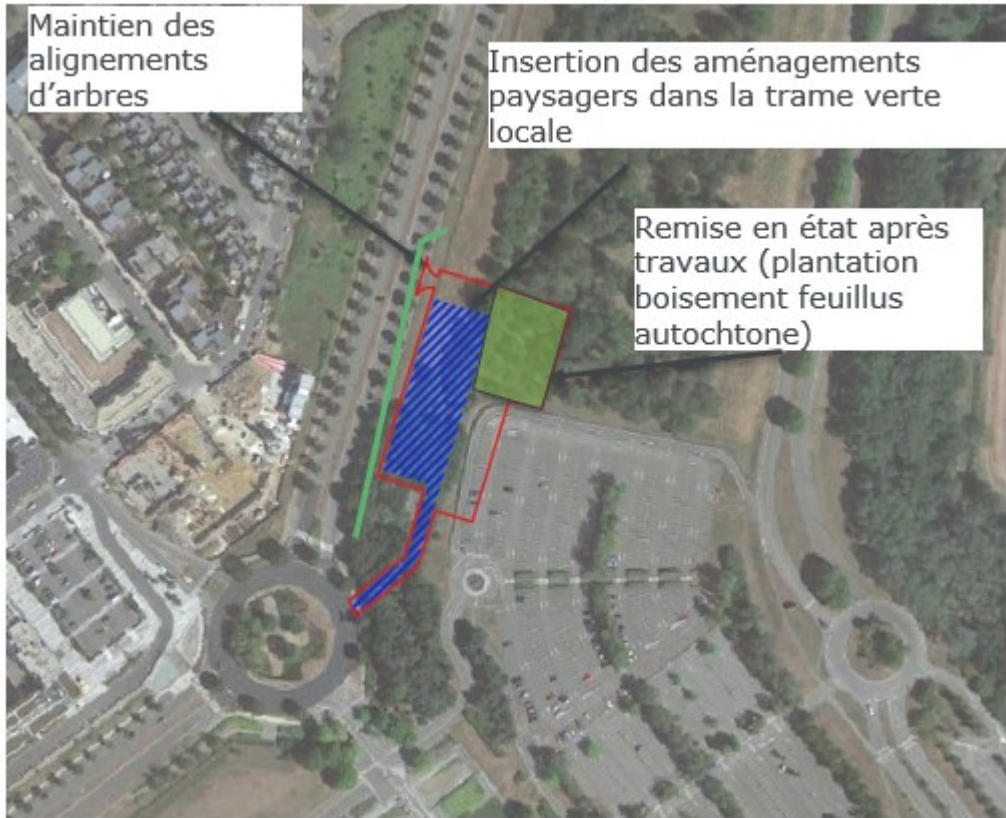 Maintien des
alignements
d'arbres
Insertion des aménagements
paysagers dans la trame verte
locale
Remise en état après
travaux (plantation
boisement feuillus
autochtone)